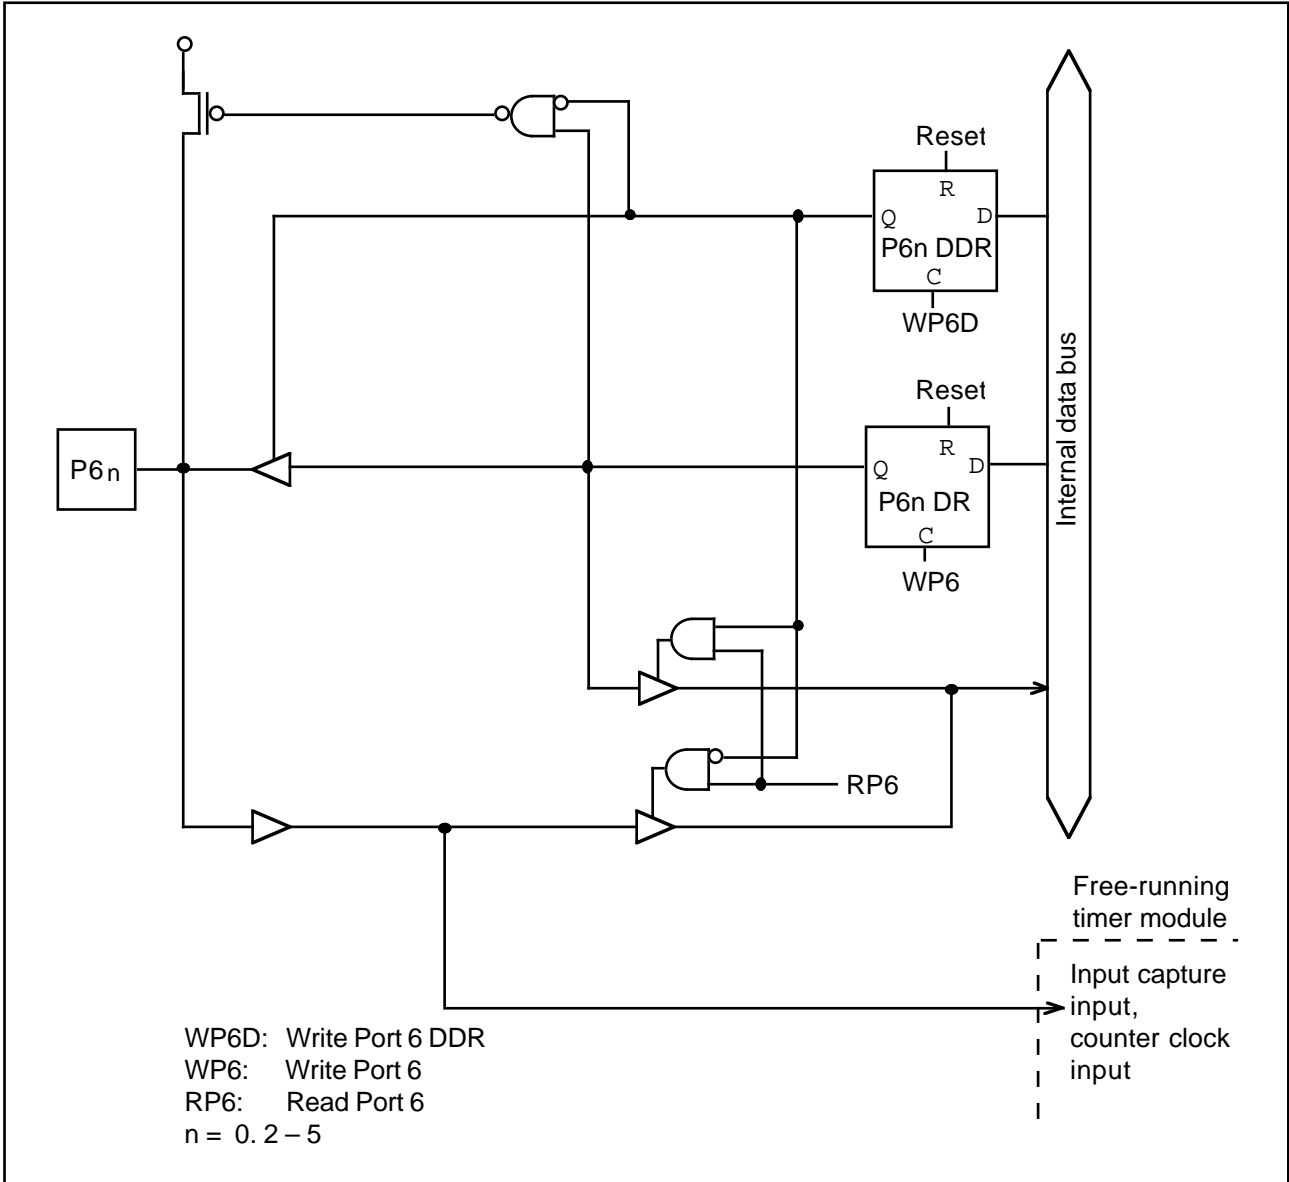 Reset
R
Q D
P6n DDR
C
WP6D
Reset
R
Q D
P6n DR
C
WP6
P6n
Internal data bus
RP6
Free-running
timer module
Input capture
input,
counter clock
input
WP6D: Write Port 6 DDR
WP6: Write Port 6
RP6: Read Port 6
n = 0. 2 – 5